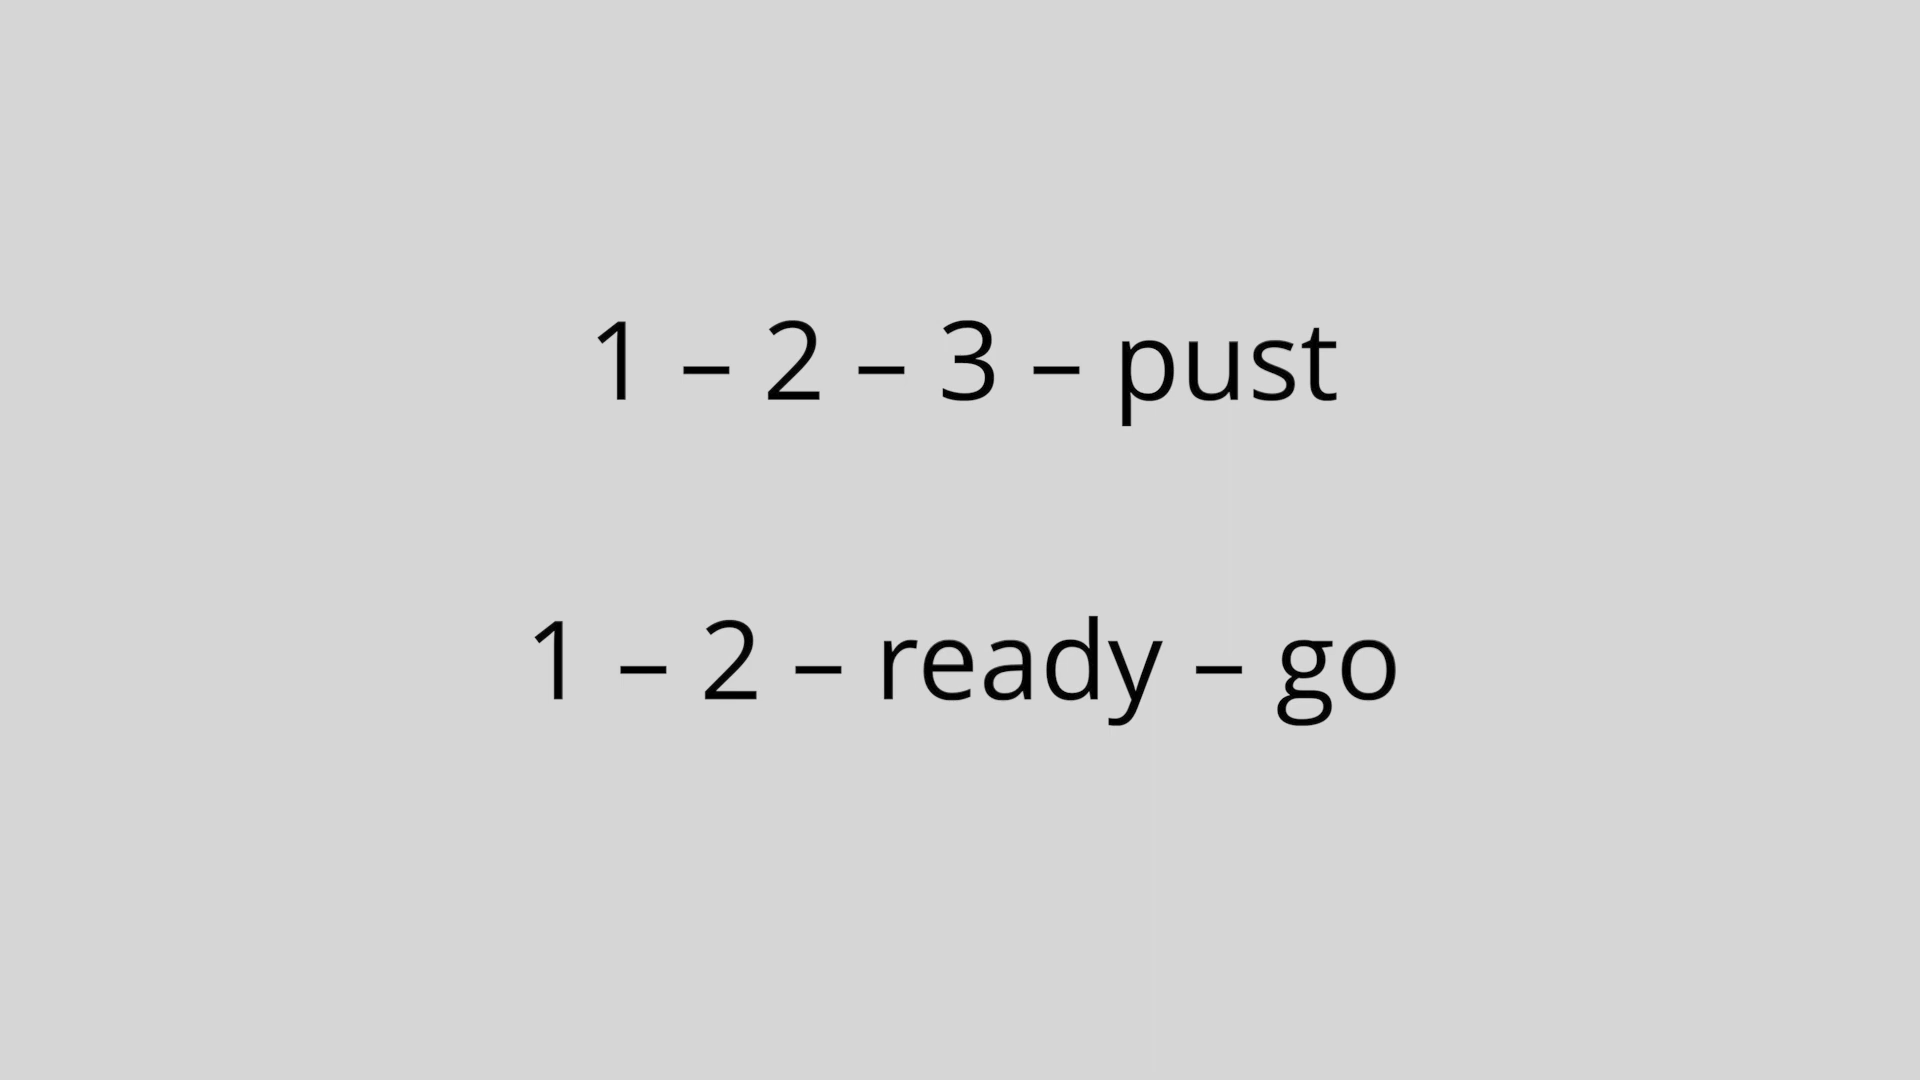 1 – 2 – 3 – pust
1 – 2 – ready – go